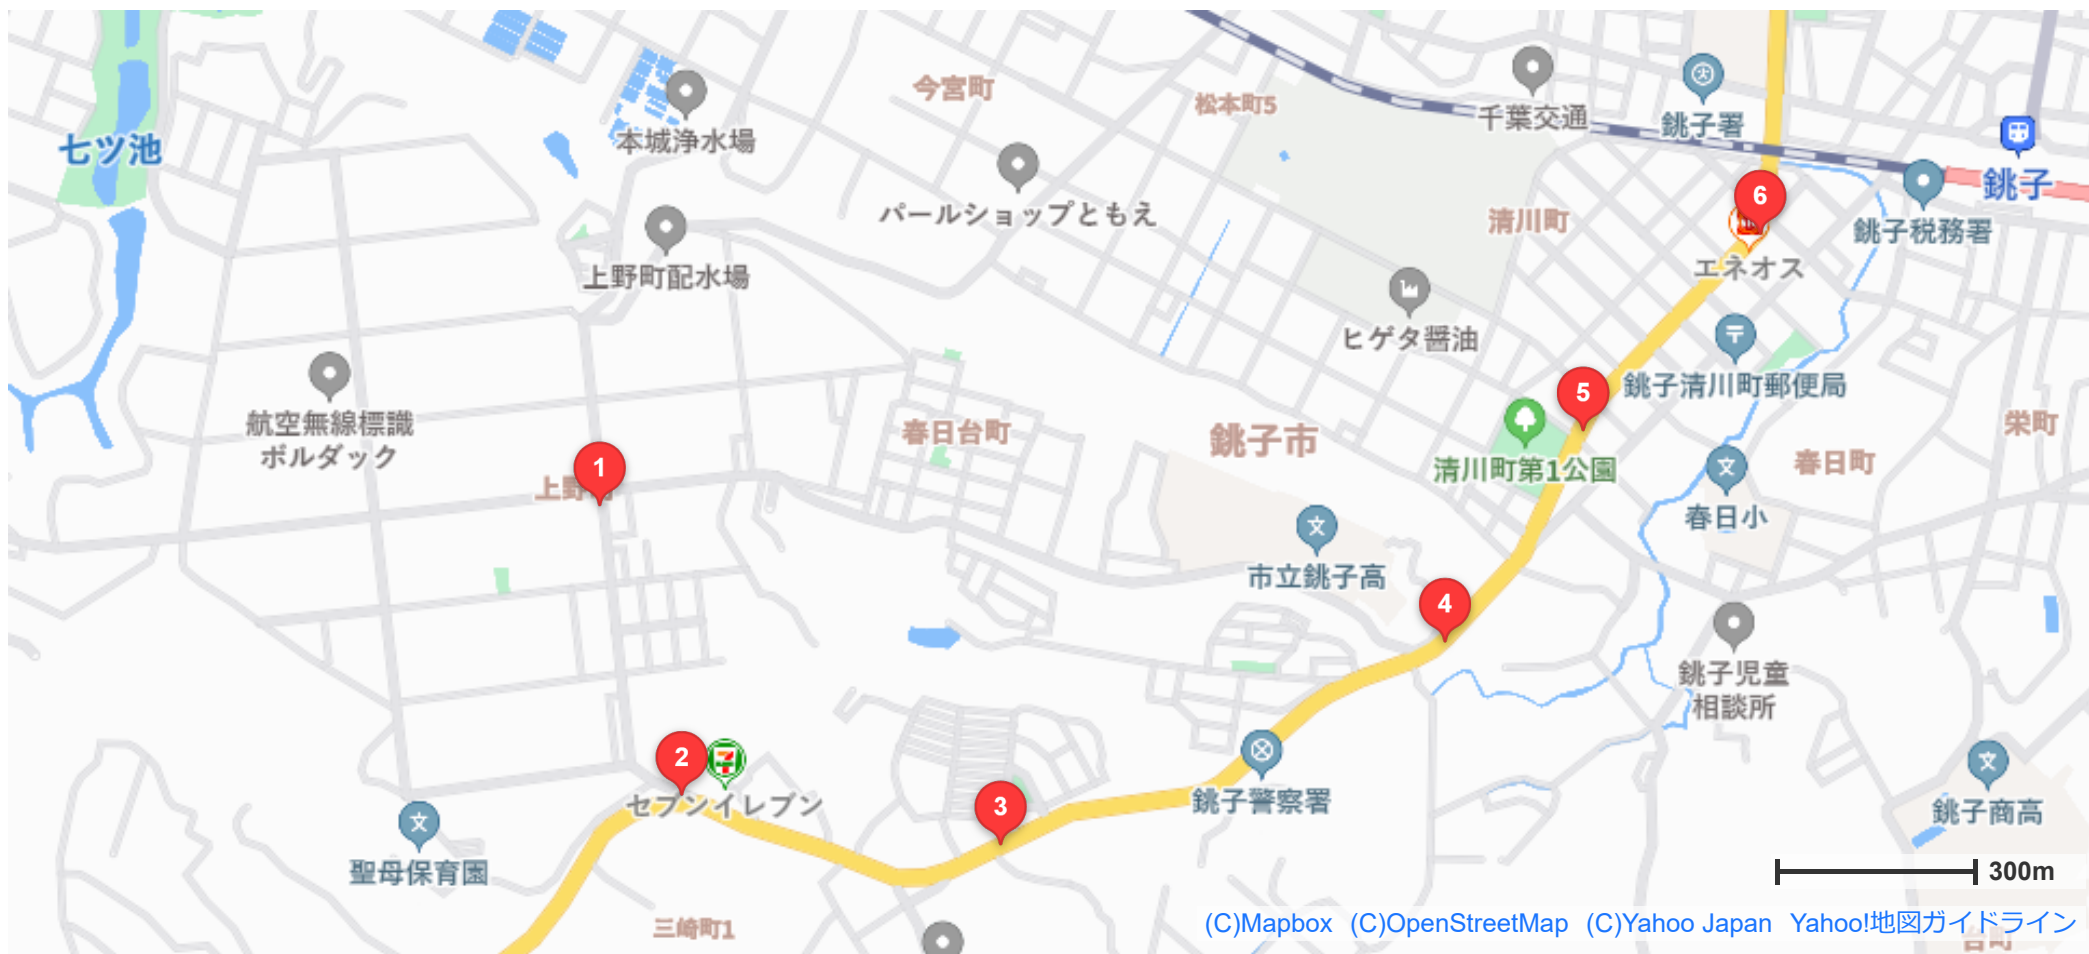 今宮町
松本町5
千葉交通
銚子署
本城浄水場
七ツ池
銚子
パールショップともえ
清川町
6
銚子税務署
エネオス
上野町配水場
ヒゲタ醤油
5
銚子清川町郵便局
航空無線標識
ボルダック
春日台町
銚子市
栄町
1
清川町第1公園
文
春日町
春日小
文
市立銚子高
4
銚子児童
相談所
2
セブンイレブン
3
銚子警察署
文
銚子商高
文
聖母保育園
300m
三崎町1
(C)Mapbox (C)OpenStreetMap (C)Yahoo Japan Yahoo!地図ガイドライン
台町